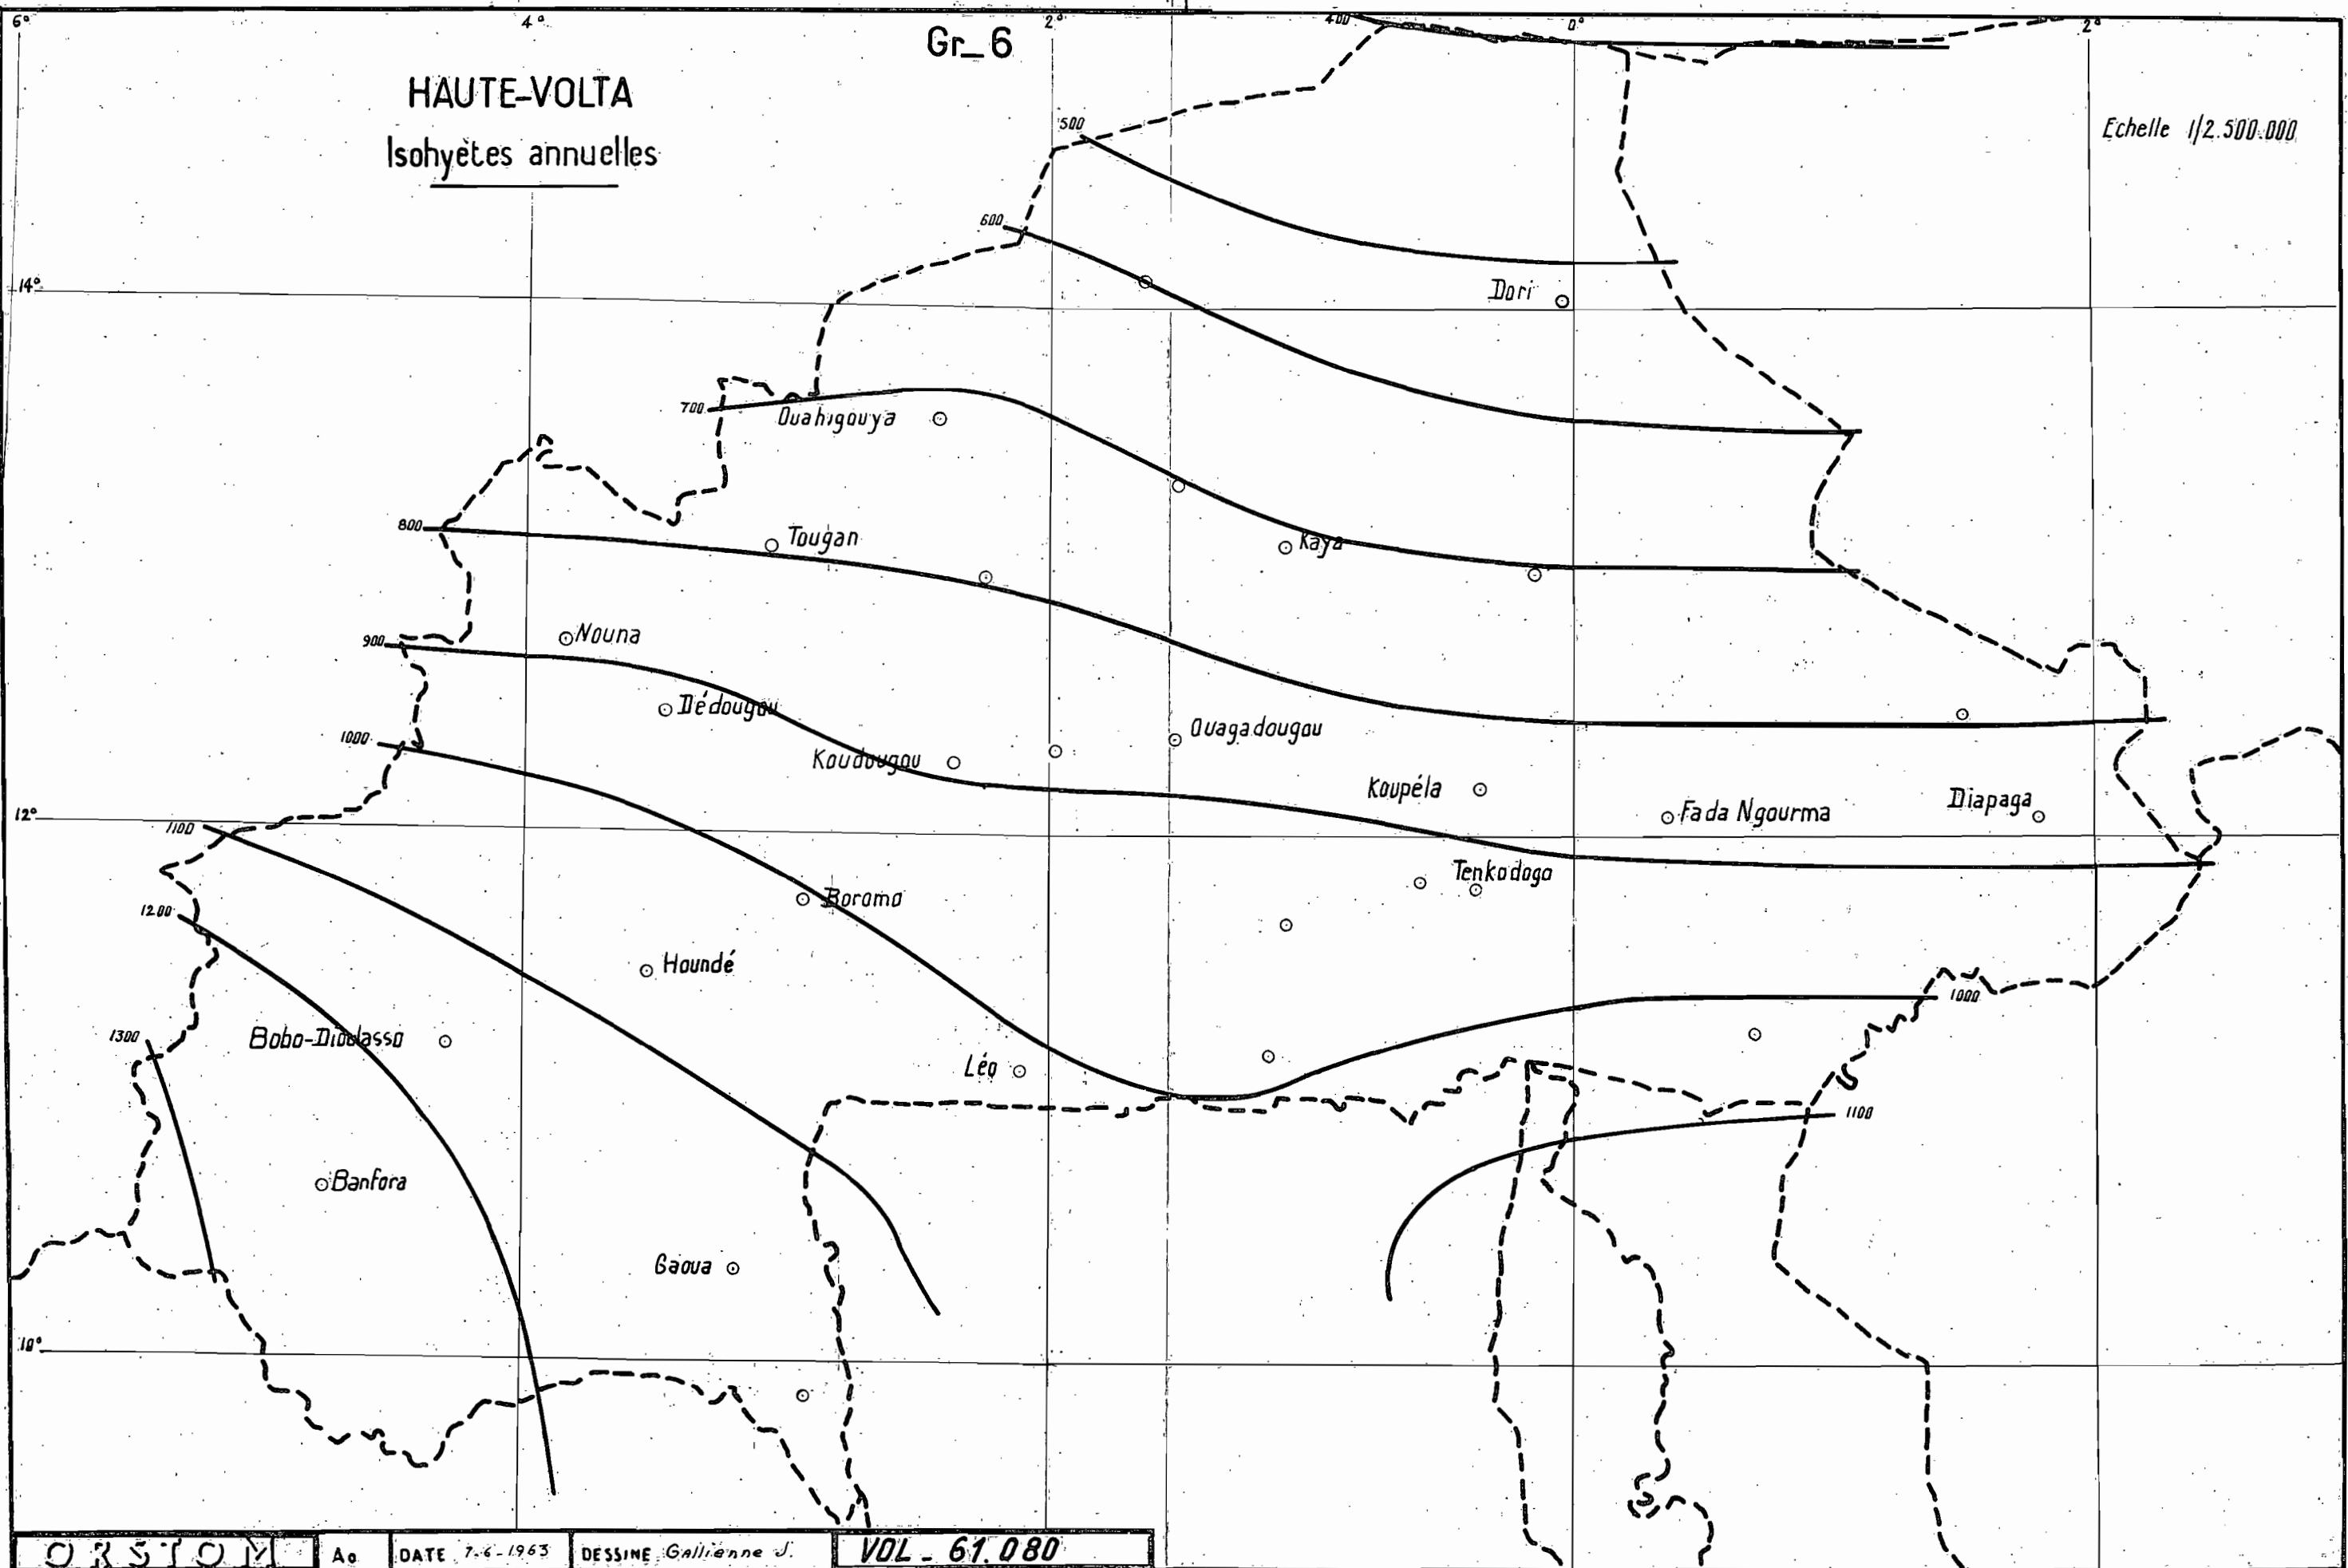 6° 4° 2° 400 0° 2°
Gr_6
HAUTE-VOLTA
Isohyètes annuelles
Echelle 1/2.500.000
500
600
14°
Dori
700
Ouahigouya
800
Tougan
Kaya
900
Nouna
Dédougou
1000
Ouagadougou
Koudougou
Koupéla
Fada Ngourma
Diapaga
12°
1100
Tenkodogo
Boromo
1200
Houndé
1000
1300
Bobo-Dioulasso
Léo
1100
Banfora
Gaoua
10°
ORSTOM
Ao
DATE 7-6-1963
DESSINE Gallienne J.
VOL - 61.080